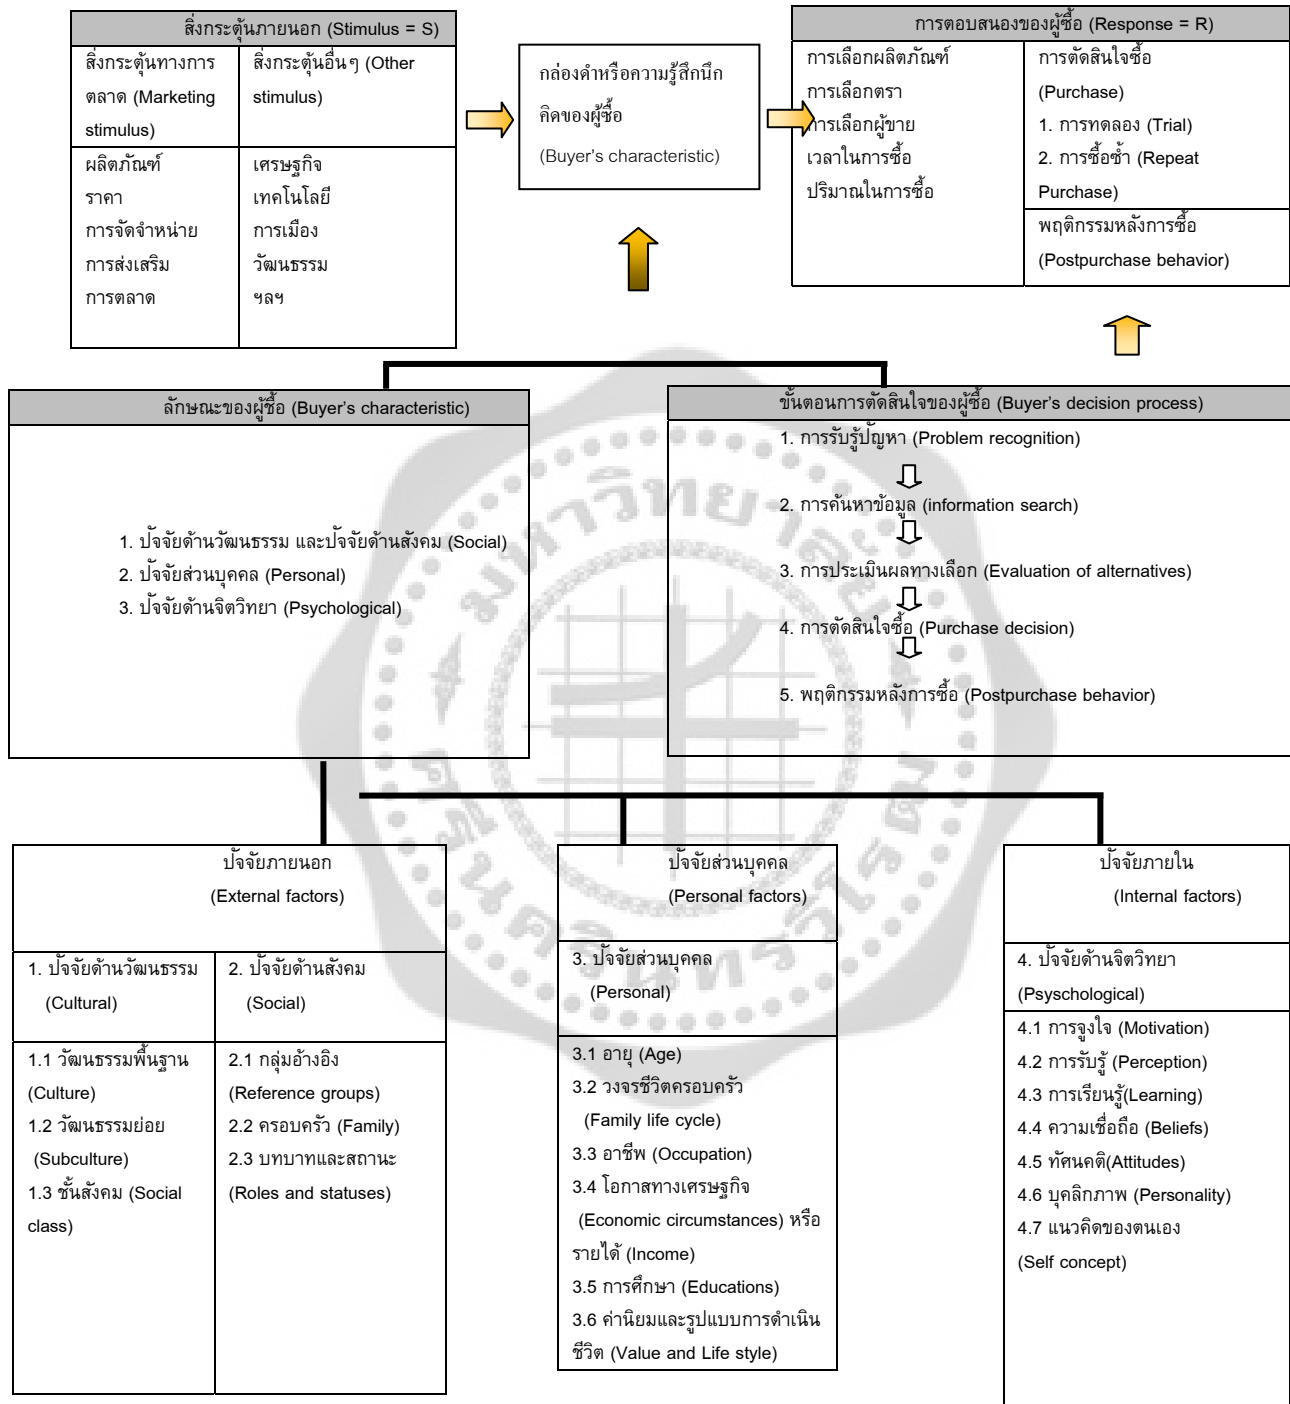 สิ่งกระตุ้นภายนอก (Stimulus = S)
สิ่งกระตุ้นทางการ
ตลาด (Marketing
stimulus)
สิ่งกระตุ้นอื่นๆ (Other
stimulus)
ผลิตภัณฑ์
ราคา
การจัดจำหน่าย
การส่งเสริม
การตลาด
เศรษฐกิจ
เทคโนโลยี
การเมือง
วัฒนธรรม
ฯลฯ
กล่องดำหรือความรู้สึกนึก
คิดของผู้ซื้อ
(Buyer's characteristic)
การตอบสนองของผู้ซื้อ (Response = R)
การเลือกผลิตภัณฑ์
การเลือกตรา
การเลือกผู้ขาย
เวลาในการซื้อ
ปริมาณในการซื้อ
การตัดสินใจซื้อ
(Purchase)
1. การทดลอง (Trial)
2. การซื้อซ้ำ (Repeat
Purchase)
พฤติกรรมหลังการซื้อ
(Postpurchase behavior)
ลักษณะของผู้ซื้อ (Buyer's characteristic)
1. ปัจจัยด้านวัฒนธรรม และปัจจัยด้านสังคม (Social)
2. ปัจจัยส่วนบุคคล (Personal)
3. ปัจจัยด้านจิตวิทยา (Psychological)
ขั้นตอนการตัดสินใจของผู้ซื้อ (Buyer's decision process)
1. การรับรู้ปัญหา (Problem recognition)
2. การค้นหาข้อมูล (information search)
3. การประเมินผลทางเลือก (Evaluation of alternatives)
4. การตัดสินใจซื้อ (Purchase decision)
5. พฤติกรรมหลังการซื้อ (Postpurchase behavior)
มหาวิทยาลัย
ศรีนครินทรวิโรฒ
ปัจจัยภายนอก
(External factors)
1. ปัจจัยด้านวัฒนธรรม
(Cultural)
2. ปัจจัยด้านสังคม
(Social)
1.1 วัฒนธรรมพื้นฐาน
(Culture)
1.2 วัฒนธรรมย่อย
(Subculture)
1.3 ชั้นสังคม (Social
class)
2.1 กลุ่มอ้างอิง
(Reference groups)
2.2 ครอบครัว (Family)
2.3 บทบาทและสถานะ
(Roles and statuses)
ปัจจัยส่วนบุคคล
(Personal factors)
3. ปัจจัยส่วนบุคคล
(Personal)
3.1 อายุ (Age)
3.2 วงจรชีวิตครอบครัว
(Family life cycle)
3.3 อาชีพ (Occupation)
3.4 โอกาสทางเศรษฐกิจ
(Economic circumstances) หรือ
รายได้ (Income)
3.5 การศึกษา (Educations)
3.6 ค่านิยมและรูปแบบการดำเนิน
ชีวิต (Value and Life style)
ปัจจัยภายใน
(Internal factors)
4. ปัจจัยด้านจิตวิทยา
(Psyschological)
4.1 การจูงใจ (Motivation)
4.2 การรับรู้ (Perception)
4.3 การเรียนรู้(Learning)
4.4 ความเชื่อถือ (Beliefs)
4.5 ทัศนคติ(Attitudes)
4.6 บุคลิกภาพ (Personality)
4.7 แนวคิดของตนเอง
(Self concept)